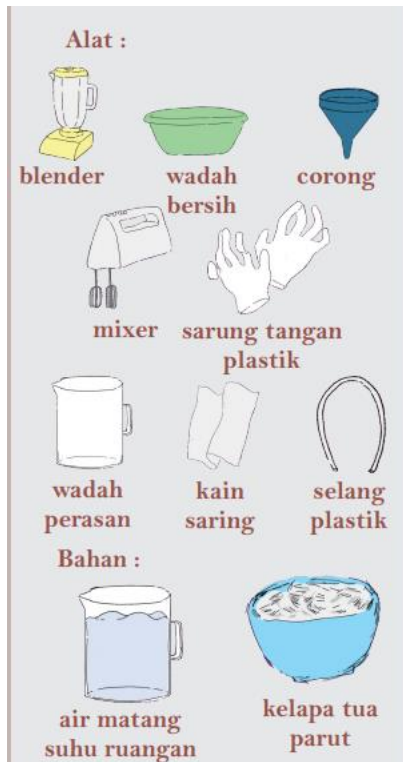 Alat :
blender
wadah
bersih
corong
mixer
sarung tangan
plastik
wadah
perasan
kain
saring
selang
plastik
Bahan :
air matang
suhu ruangan
kelapa tua
parut